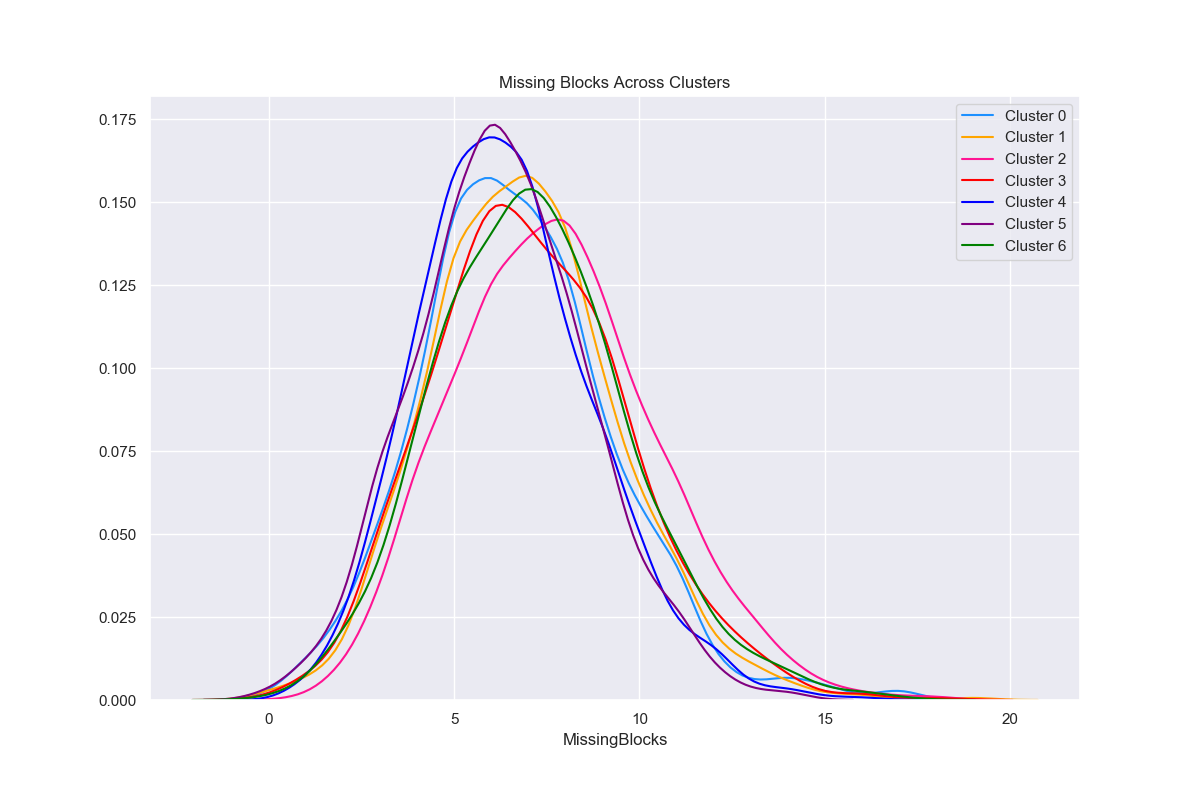 Missing Blocks Across Clusters
0.175
0.150
0.125
0.100
0.075
0.050
0.025
0.000
0
5
10
15
20
MissingBlocks
Cluster 0
Cluster 1
Cluster 2
Cluster 3
Cluster 4
Cluster 5
Cluster 6